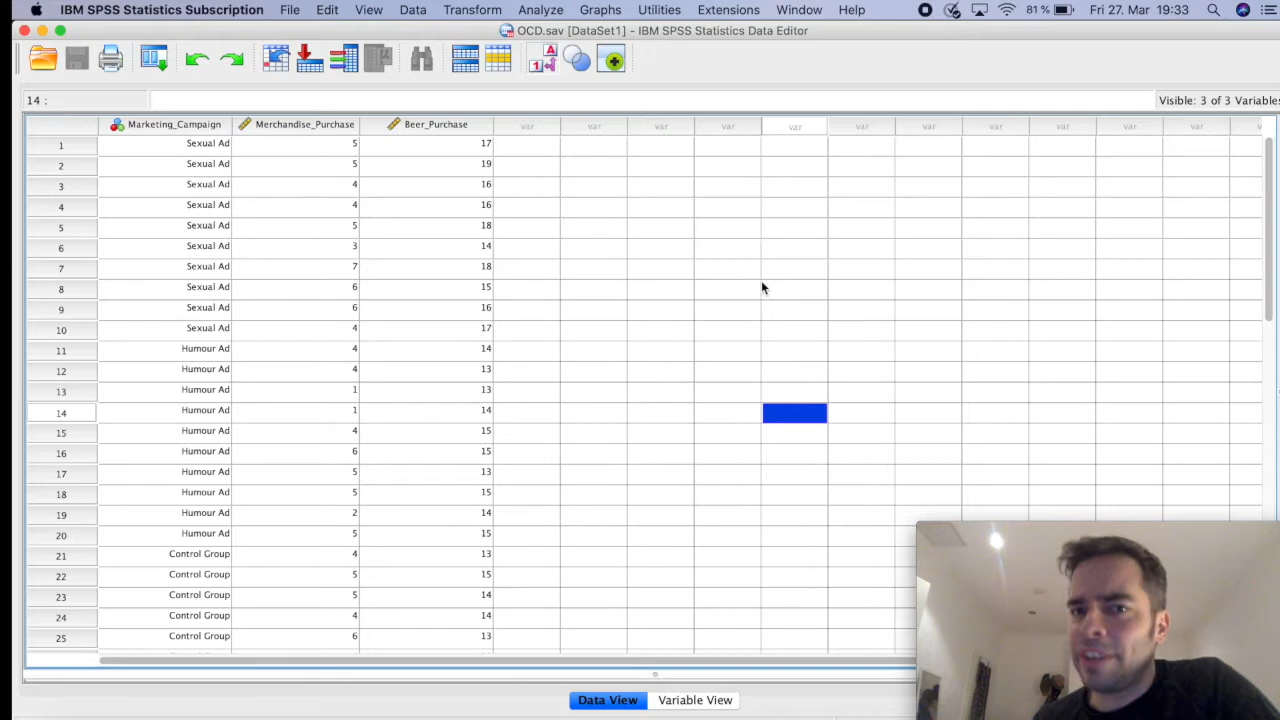 IBM SPSS Statistics Subscription File Edit View Data Transform Analyze Graphs Utilities Extensions Window Help 81 % Fri 27. Mar 19:33
OCD.sav [DataSet1] - IBM SPSS Statistics Data Editor
14 : Visible: 3 of 3 Variables
Marketing_Campaign Merchandise_Purchase Beer_Purchase var var var var var var var var var var var
1 Sexual Ad 5 17
2 Sexual Ad 5 19
3 Sexual Ad 4 16
4 Sexual Ad 4 16
5 Sexual Ad 5 18
6 Sexual Ad 3 14
7 Sexual Ad 7 18
8 Sexual Ad 6 15
9 Sexual Ad 6 16
10 Sexual Ad 4 17
11 Humour Ad 4 14
12 Humour Ad 4 13
13 Humour Ad 1 13
14 Humour Ad 1 14
15 Humour Ad 4 15
16 Humour Ad 6 15
17 Humour Ad 5 13
18 Humour Ad 5 15
19 Humour Ad 2 14
20 Humour Ad 5 15
21 Control Group 4 13
22 Control Group 5 15
23 Control Group 5 14
24 Control Group 4 14
25 Control Group 6 13
Data View Variable View